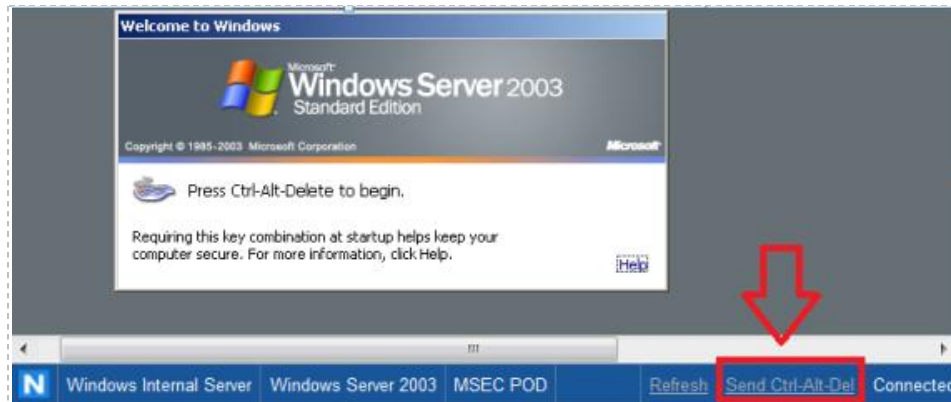 Welcome to Windows
Microsoft
Windows Server 2003
Standard Edition
Copyright © 1985-2003 Microsoft Corporation
Microsoft
Press Ctrl-Alt-Delete to begin.
Requiring this key combination at startup helps keep your
computer secure. For more information, click Help.
Help
N Windows Internal Server Windows Server 2003 MSEC POD Refresh Send Ctrl-Alt-Del Connected